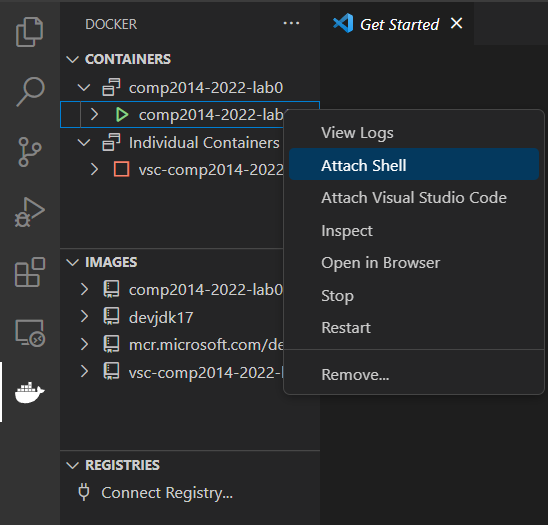 DOCKER
...
Get Started
CONTAINERS
comp2014-2022-lab0
comp2014-2022-lab
Individual Containers
vsc-comp2014-2022
View Logs
Attach Shell
Attach Visual Studio Code
Inspect
Open in Browser
Stop
Restart
Remove...
IMAGES
comp2014-2022-lab0
devjdk17
mcr.microsoft.com/de
vsc-comp2014-2022-
REGISTRIES
Connect Registry...